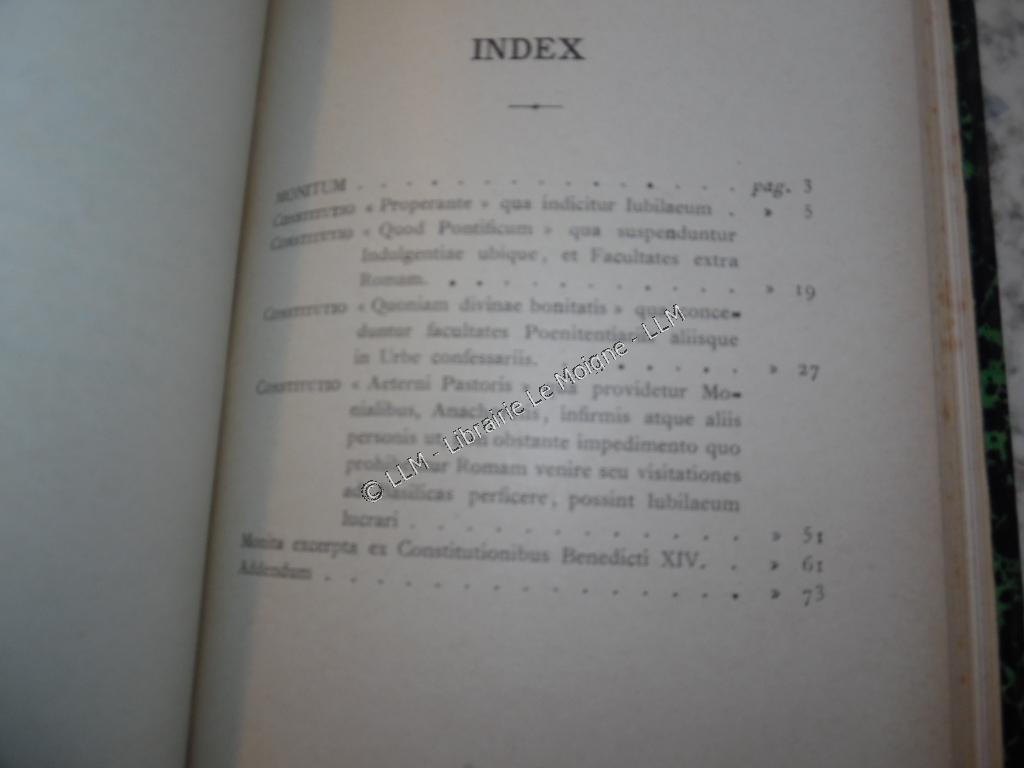 INDEX
MONITUM . . . . . . . . . . . . . . pag. 3
CONSTITUTIO « Properante » qua indicitur Iubilaeum . » 5
CONSTITUTIO « Quod Pontificum » qua suspenduntur
Indulgentiae ubique, et Facultates extra
Romam. . . . . . . . . . . . » 19
CONSTITUTIO « Quoniam divinae bonitatis » qua conce-
duntur facultates Poenitentiar. aliisque
in Urbe confessariis. . . . . . . » 27
CONSTITUTIO « Aeterni Pastoris » providetur Mo-
nialibus, infirmis atque aliis
personis obstante impedimento quo
Romam venire seu visitationes
perficere, possint Iubilaeum
lucrari . . . . . . . . . . . . » 51
Monita excerpta ex Constitutionibus Benedicti XIV. . » 61
Addendum . . . . . . . . . . . . . . » 73
© LLM - Librairie Le Moigne - LLM